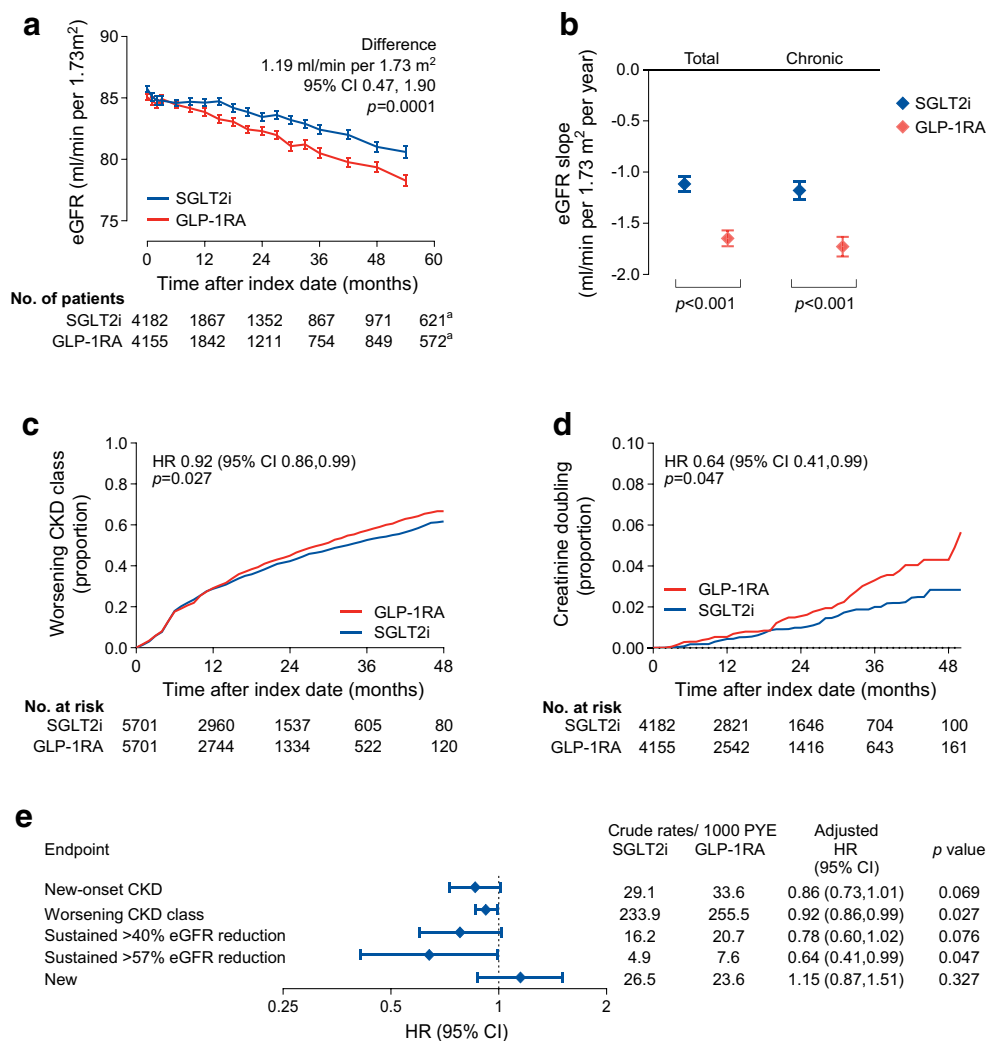 a
90
85
80
75
eGFR (ml/min per 1.73m²)
Difference
1.19 ml/min per 1.73 m²
95% CI 0.47, 1.90
p=0.0001
SGLT2i
GLP-1RA
0 12 24 36 48 60
Time after index date (months)
No. of patients
SGLT2i 4182 1867 1352 867 971 621ᵃ
GLP-1RA 4155 1842 1211 754 849 572ᵃ
b
Total Chronic
0.0
-0.5
-1.0
-1.5
-2.0
eGFR slope
(ml/min per 1.73 m² per year)
SGLT2i
GLP-1RA
p<0.001 p<0.001
c
1.0
0.8
0.6
0.4
0.2
0.0
Worsening CKD class
(proportion)
HR 0.92 (95% CI 0.86,0.99)
p=0.027
GLP-1RA
SGLT2i
0 12 24 36 48
Time after index date (months)
No. at risk
SGLT2i 5701 2960 1537 605 80
GLP-1RA 5701 2744 1334 522 120
d
0.10
0.08
0.06
0.04
0.02
0.00
Creatinine doubling
(proportion)
HR 0.64 (95% CI 0.41,0.99)
p=0.047
GLP-1RA
SGLT2i
0 12 24 36 48
Time after index date (months)
No. at risk
SGLT2i 4182 2821 1646 704 100
GLP-1RA 4155 2542 1416 643 161
e
Crude rates/ 1000 PYE Adjusted
Endpoint SGLT2i GLP-1RA HR p value
(95% CI)
New-onset CKD 29.1 33.6 0.86 (0.73,1.01) 0.069
Worsening CKD class 233.9 255.5 0.92 (0.86,0.99) 0.027
Sustained >40% eGFR reduction 16.2 20.7 0.78 (0.60,1.02) 0.076
Sustained >57% eGFR reduction 4.9 7.6 0.64 (0.41,0.99) 0.047
New 26.5 23.6 1.15 (0.87,1.51) 0.327
0.25 0.5 1 2
HR (95% CI)